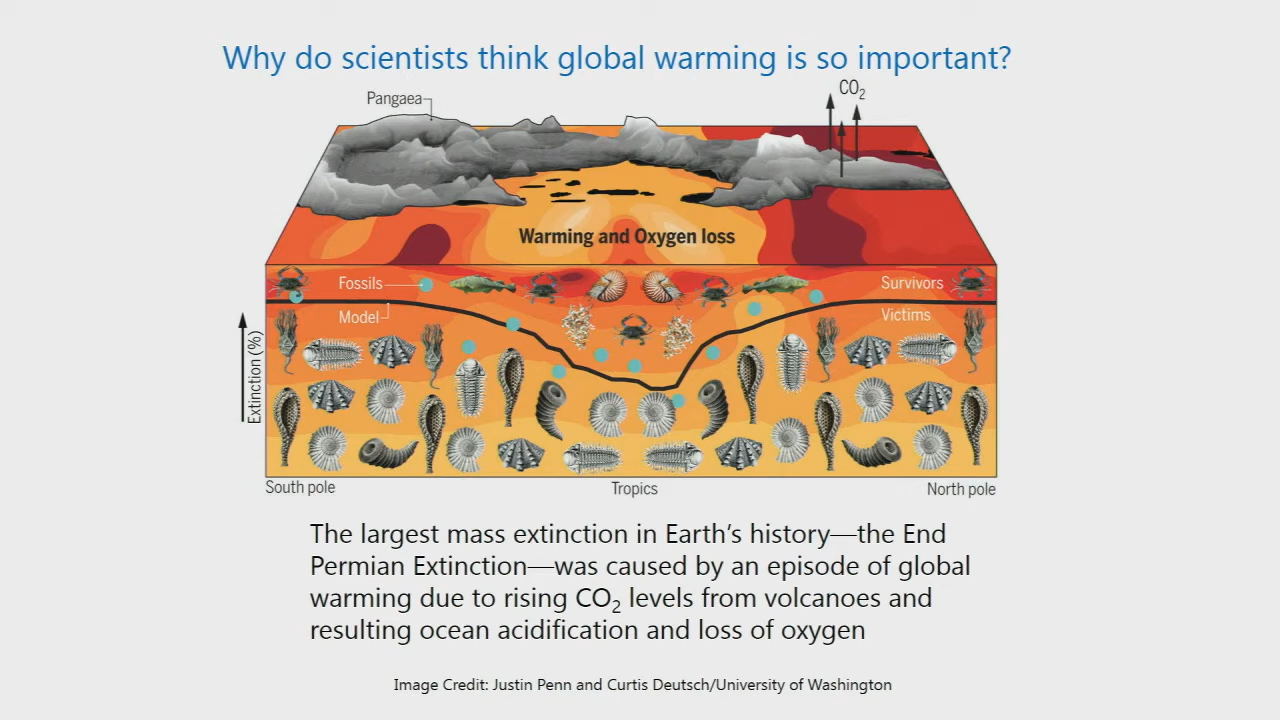 Why do scientists think global warming is so important?
CO₂
Pangaea
Warming and Oxygen loss
Fossils
Survivors
Model
Victims
Extinction (%)
South pole
Tropics
North pole
The largest mass extinction in Earth’s history—the End
Permian Extinction—was caused by an episode of global
warming due to rising CO₂ levels from volcanoes and
resulting ocean acidification and loss of oxygen
Image Credit: Justin Penn and Curtis Deutsch/University of Washington